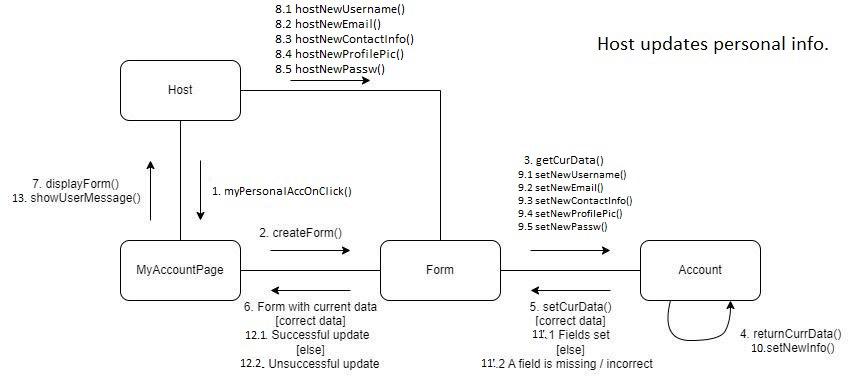 8.1 hostNewUsername()
8.2 hostNewEmail()
8.3 hostNewContactInfo()
8.4 hostNewProfilePic()
8.5 hostNewPassw()
Host updates personal info.
Host
7. displayForm()
13. showUserMessage()
1. myPersonalAccOnClick()
3. getCurData()
9.1 setNewUsername()
9.2 setNewEmail()
9.3 setNewContactInfo()
9.4 setNewProfilePic()
9.5 setNewPassw()
2. createForm()
MyAccountPage
Form
Account
6. Form with current data
[correct data]
12.1. Successful update
[else]
12.2. Unsuccessful update
5. setCurData()
[correct data]
11'.1 Fields set
[else]
11'.2 A field is missing / incorrect
4. returnCurrData()
10.setNewInfo()